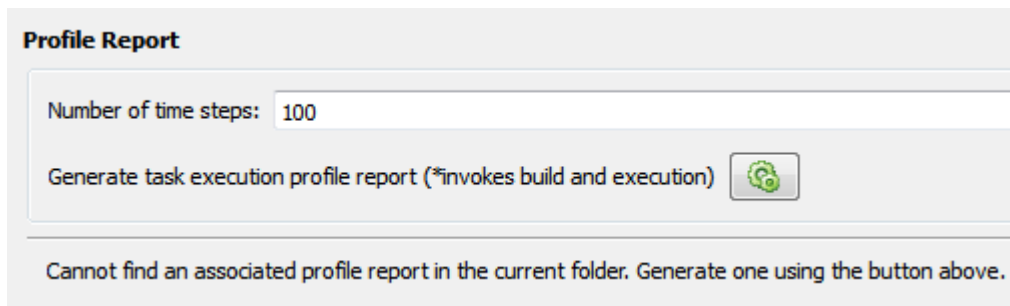 Profile Report
Number of time steps: 100
Generate task execution profile report (*invokes build and execution)
Cannot find an associated profile report in the current folder. Generate one using the button above.